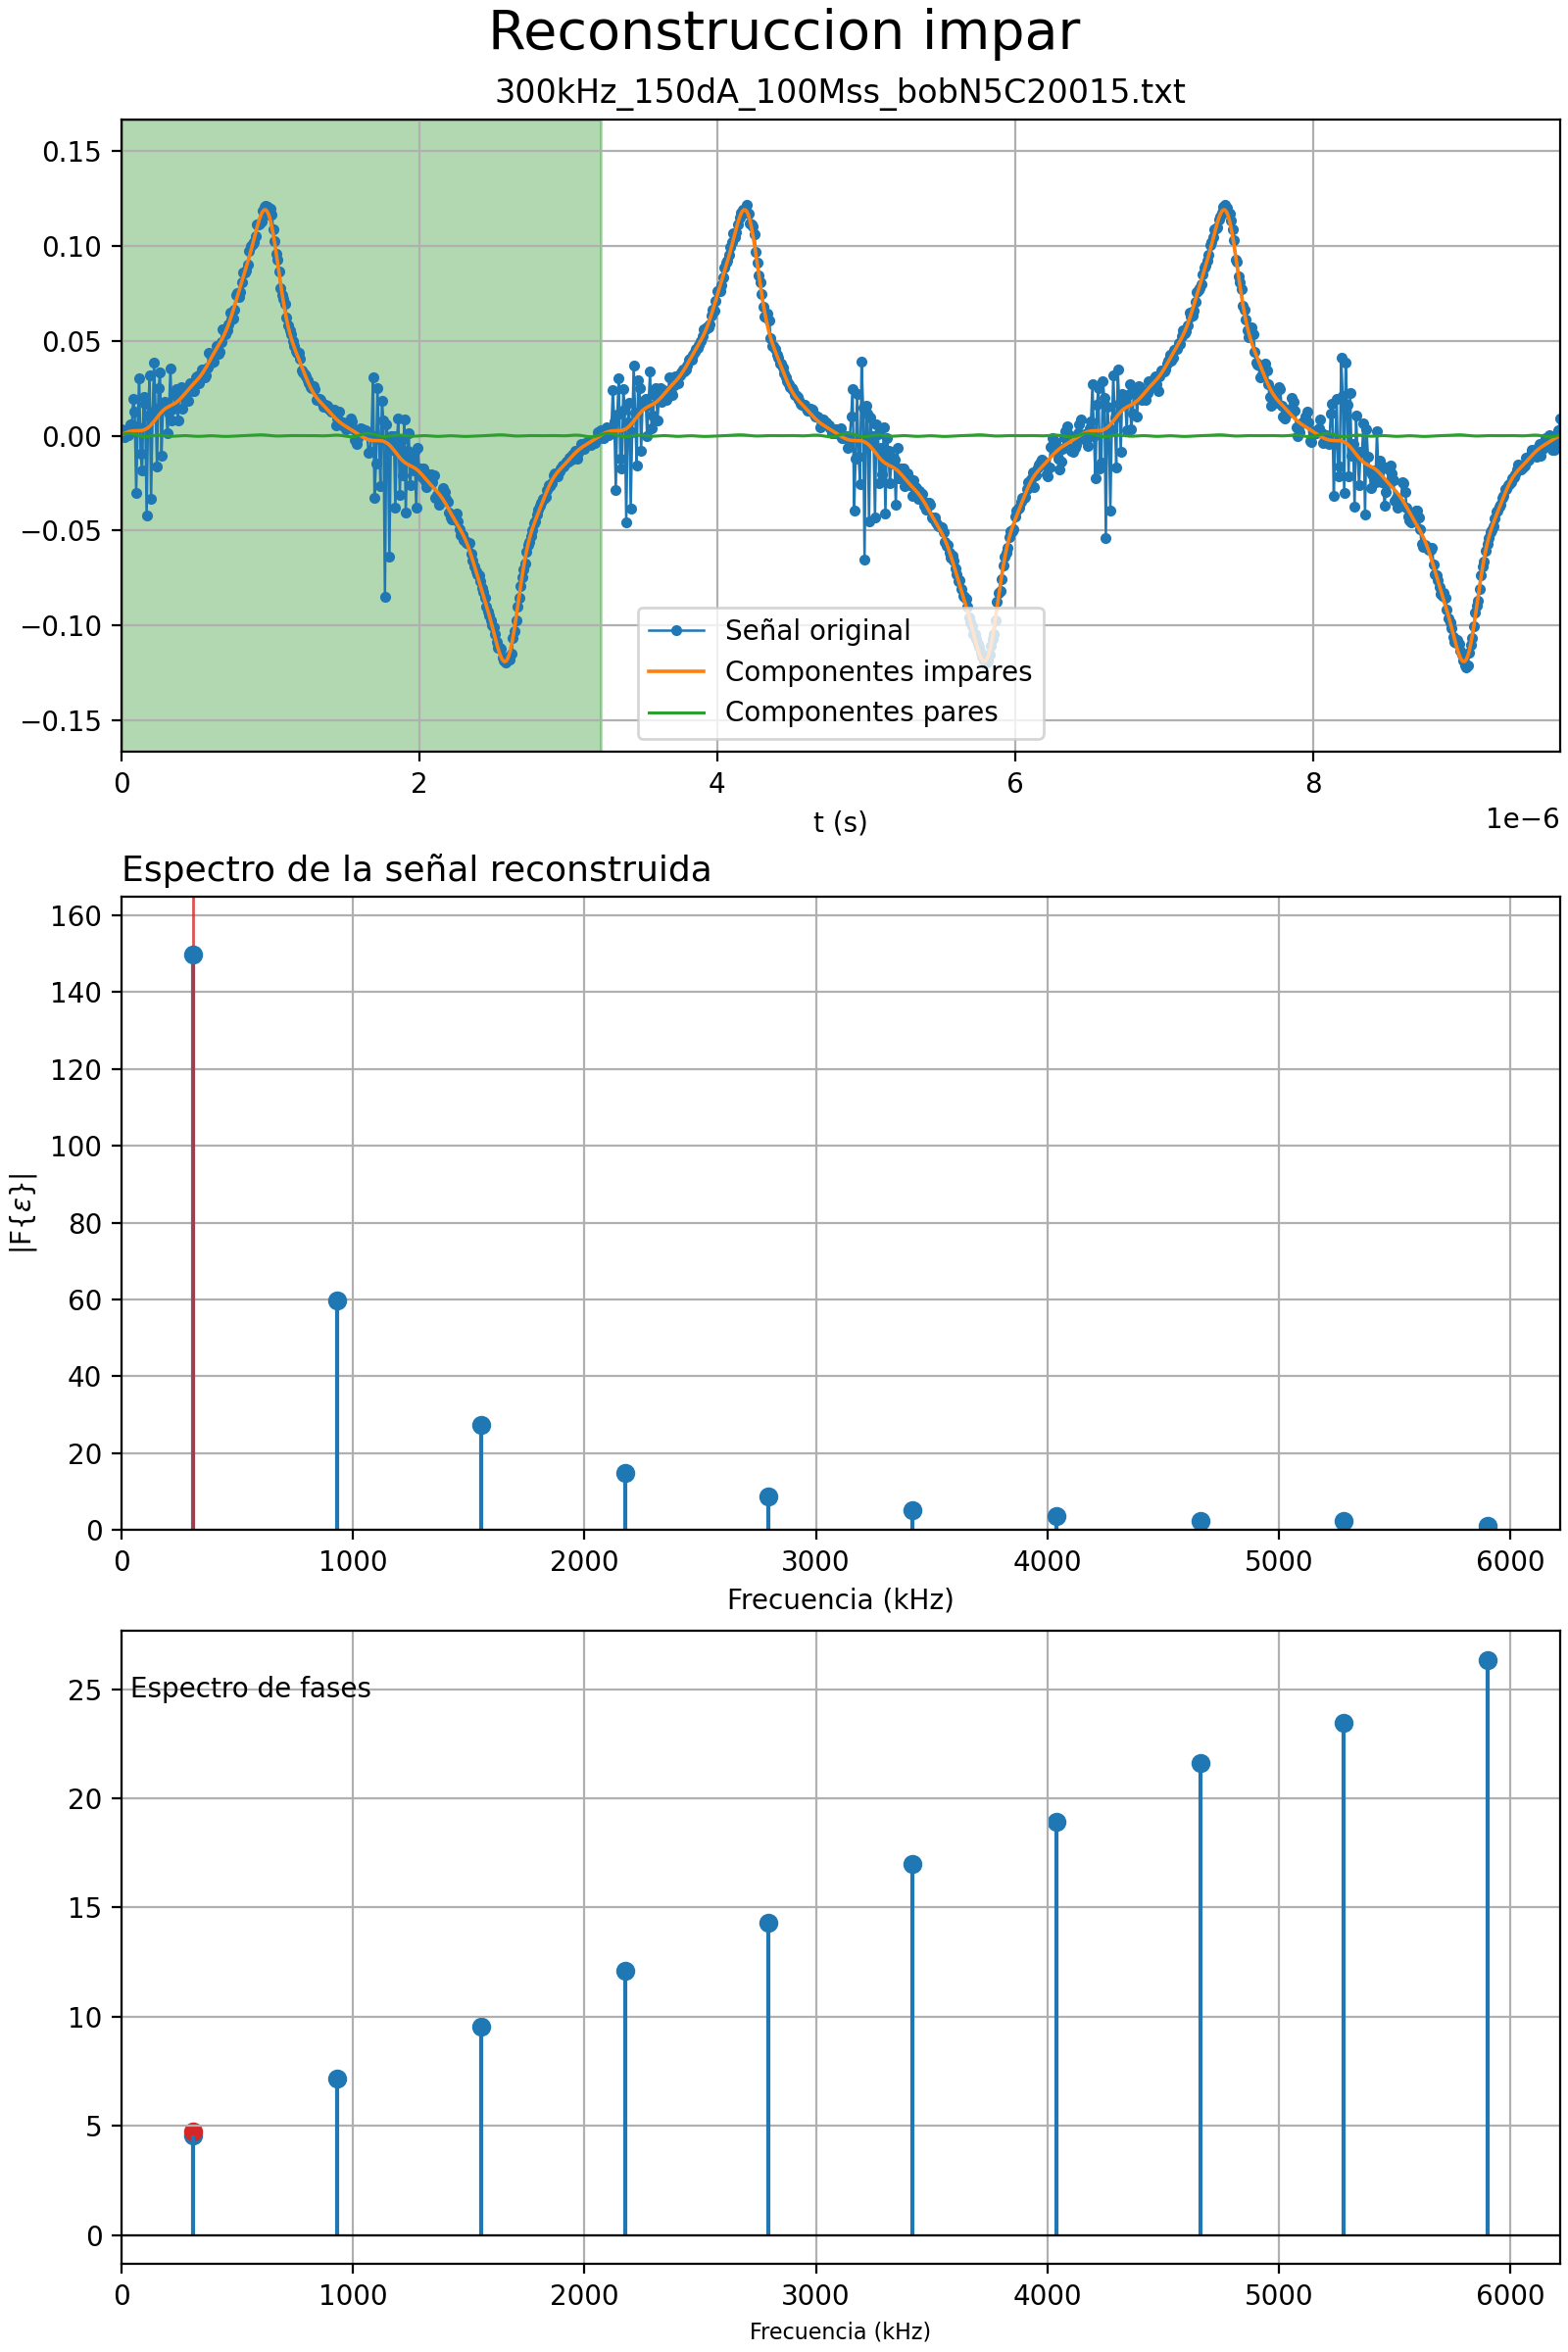 Reconstruccion impar
300kHz_150dA_100Mss_bobN5C20015.txt
0.15
0.10
0.05
0.00
−0.05
−0.10
−0.15
Señal original
Componentes impares
Componentes pares
0 2 4 6 8
1e−6
t (s)
Espectro de la señal reconstruida
160
140
120
100
80
60
40
20
0
|F{ε}|
0 1000 2000 3000 4000 5000 6000
Frecuencia (kHz)
Espectro de fases
25
20
15
10
5
0
0 1000 2000 3000 4000 5000 6000
Frecuencia (kHz)